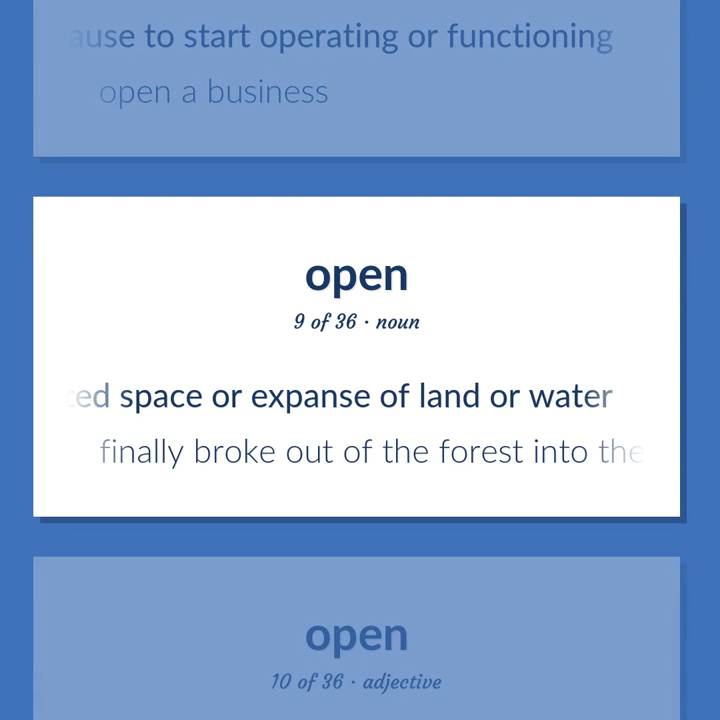 to start operating or functioning
open a business
open
9 of 36 · noun
space or expanse of land or water
finally broke out of the forest into the
open
10 of 36 · adjective